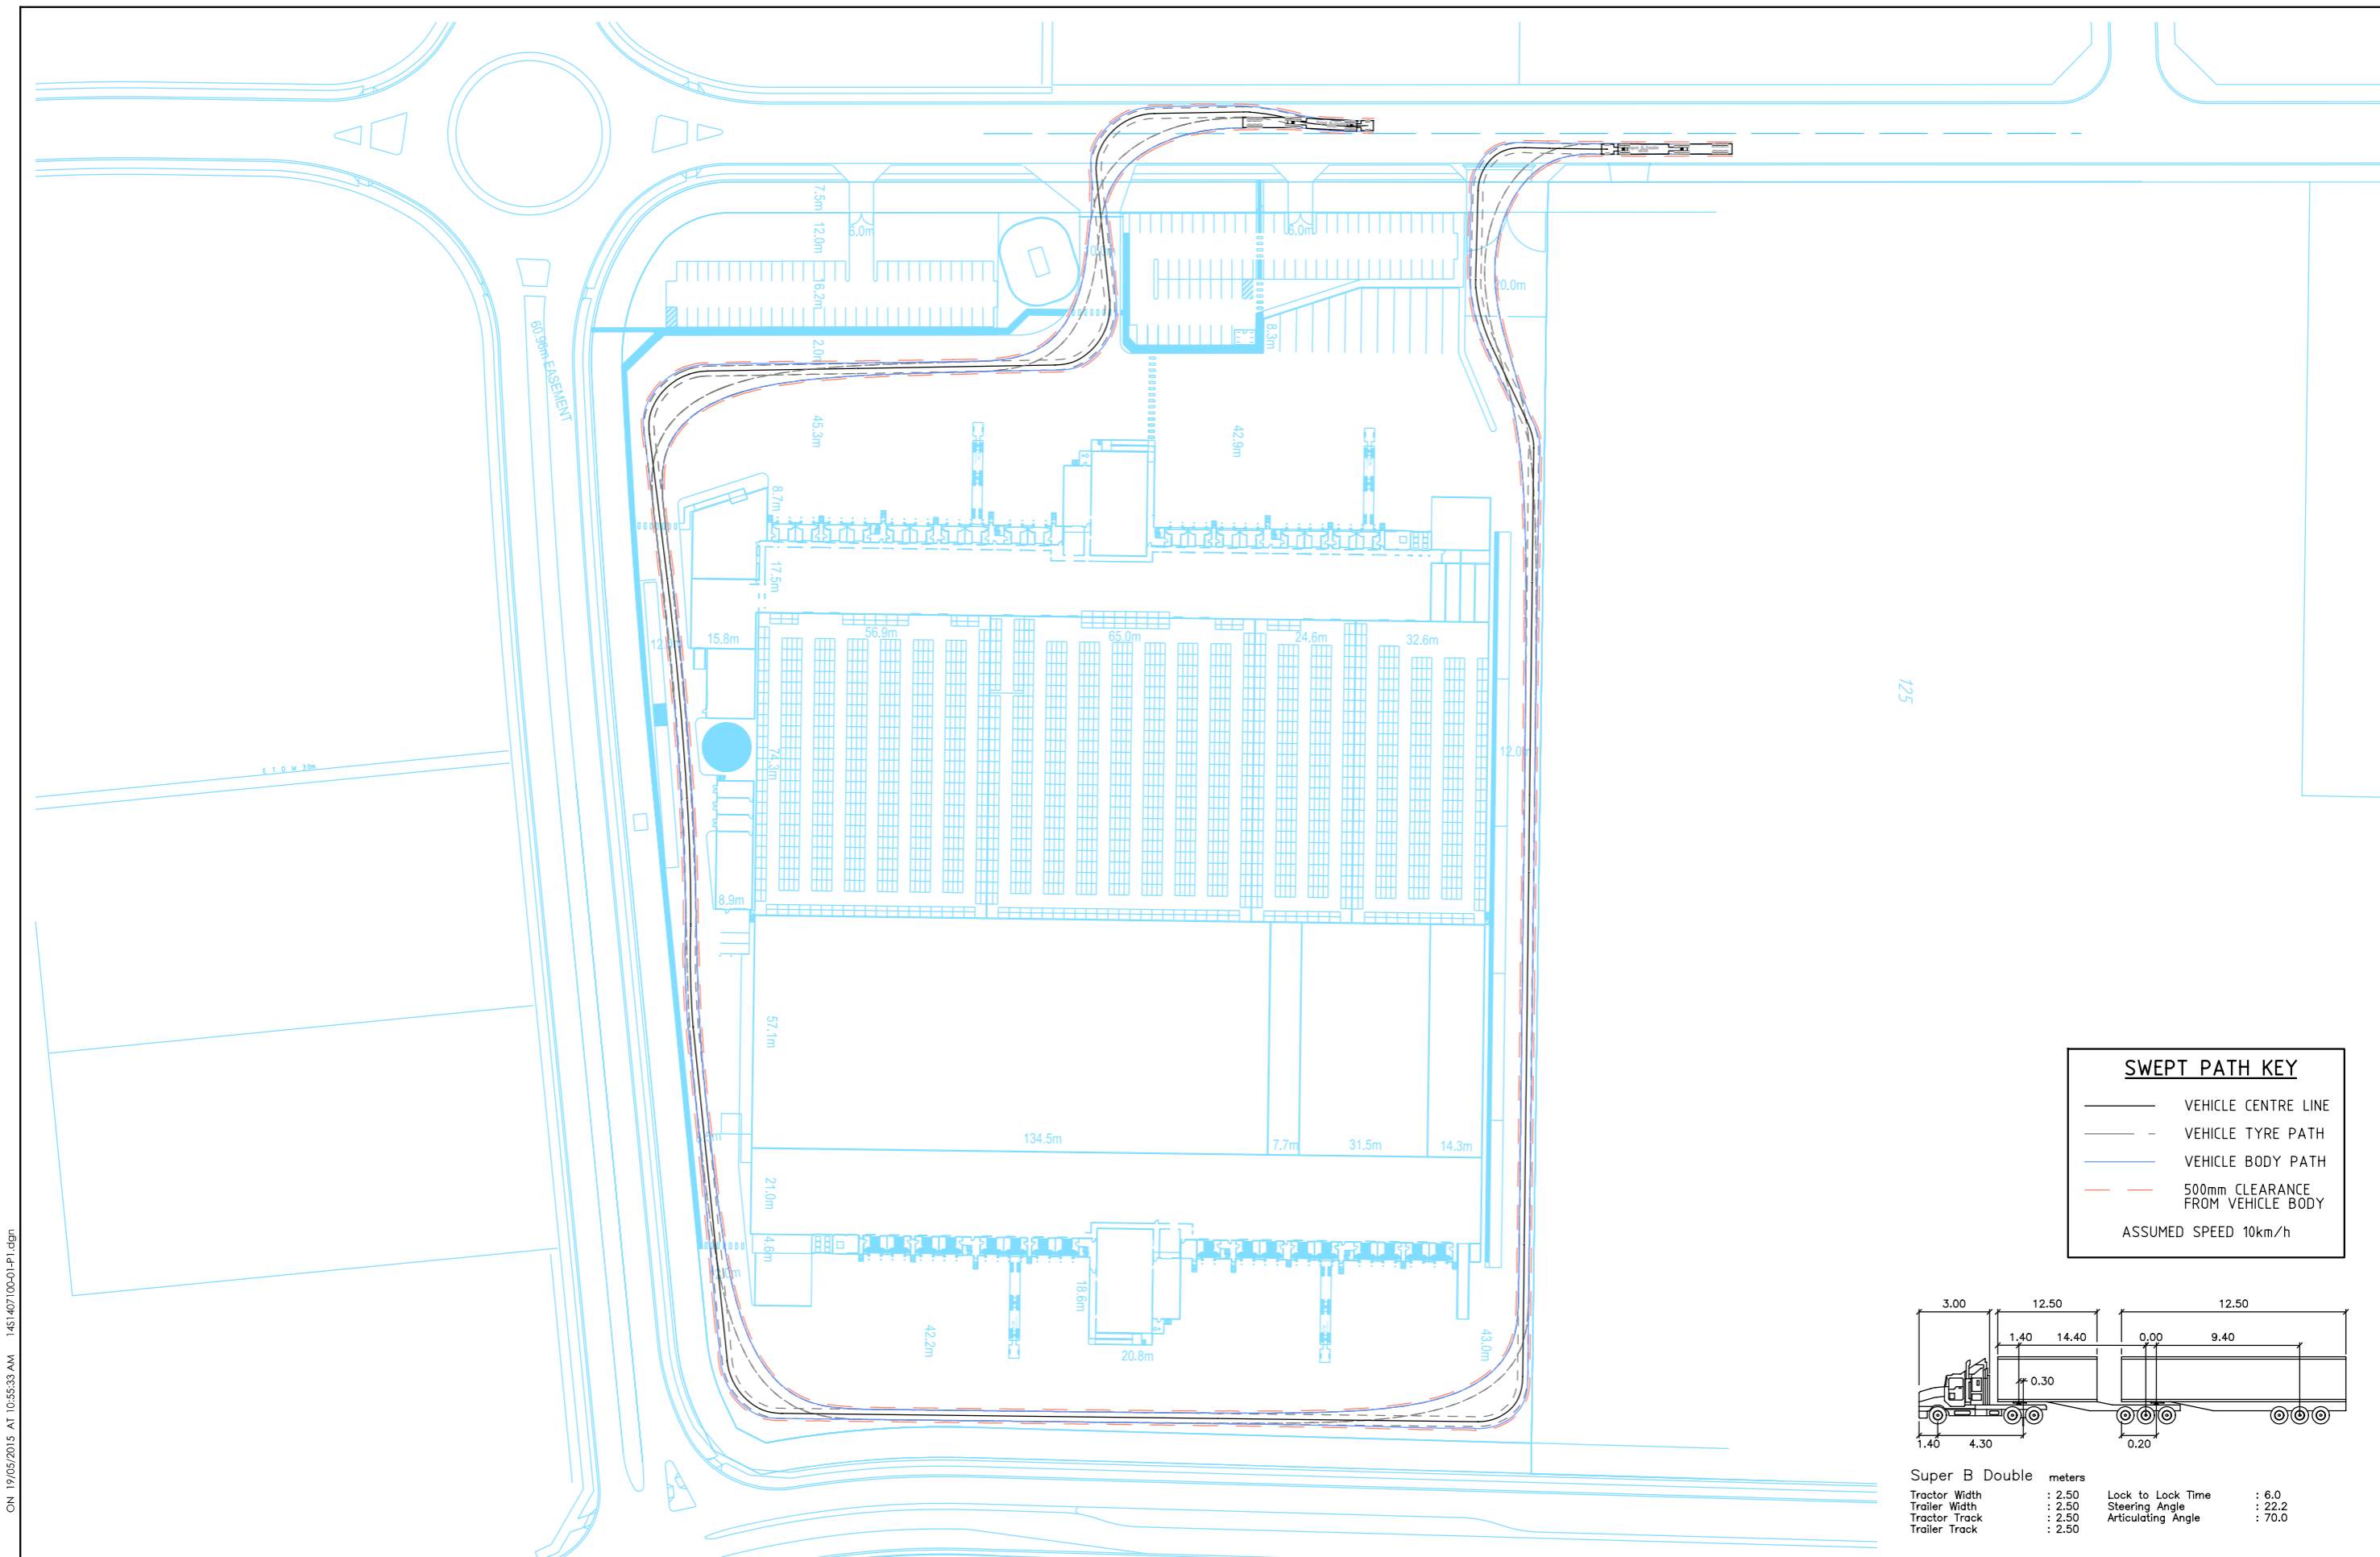 7.5m
12.0m
6.0m
6.0m
16.2m
20.0m
60.96m EASEMENT
2.0m
8.3m
45.3m
42.9m
8.7m
17.5m
15.8m
56.9m
65.0m
24.6m
32.6m
125
74.3m
12.0m
E T D W 30m
8.9m
57.1m
134.5m
7.7m
31.5m
14.3m
21.0m
4.6m
18.6m
42.2m
20.8m
43.0m
SWEPT PATH KEY
VEHICLE CENTRE LINE
VEHICLE TYRE PATH
VEHICLE BODY PATH
500mm CLEARANCE
FROM VEHICLE BODY
ASSUMED SPEED 10km/h
3.00 12.50 12.50
1.40 14.40 0.00 9.40
0.30
1.40 4.30 0.20
Super B Double meters
Tractor Width : 2.50 Lock to Lock Time : 6.0
Trailer Width : 2.50 Steering Angle : 22.2
Tractor Track : 2.50 Articulating Angle : 70.0
Trailer Track : 2.50
ON 19/05/2015 AT 10:55:33 AM 14S1407100-01-P1.dgn